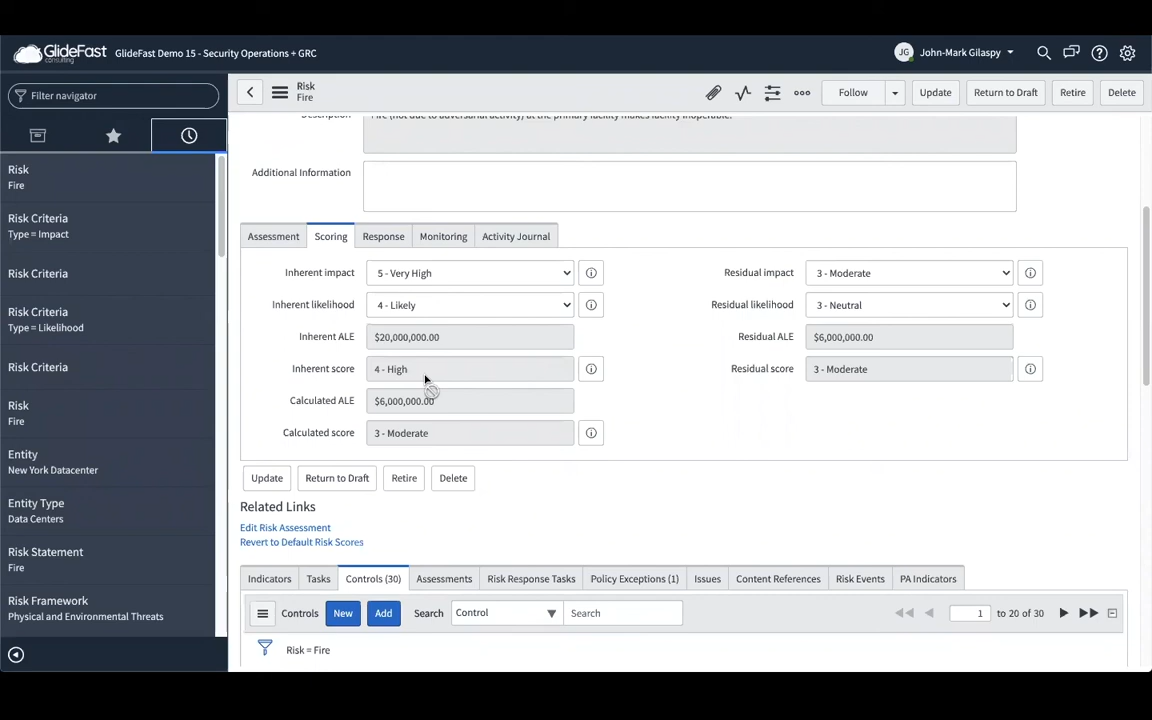 GlideFast
consulting
GlideFast Demo 15 - Security Operations + GRC
JG
John-Mark Gilaspy
Filter navigator
Risk
Fire
Follow
Update
Return to Draft
Retire
Delete
Risk
Fire
Risk Criteria
Type = Impact
Risk Criteria
Risk Criteria
Type = Likelihood
Risk Criteria
Risk
Fire
Entity
New York Datacenter
Entity Type
Data Centers
Risk Statement
Fire
Risk Framework
Physical and Environmental Threats
Description
Fire (not due to adversarial activity) at the primary facility makes facility inoperable.
Additional Information
Assessment
Scoring
Response
Monitoring
Activity Journal
Inherent impact
5 - Very High
Residual impact
3 - Moderate
Inherent likelihood
4 - Likely
Residual likelihood
3 - Neutral
Inherent ALE
$20,000,000.00
Residual ALE
$6,000,000.00
Inherent score
4 - High
Residual score
3 - Moderate
Calculated ALE
$6,000,000.00
Calculated score
3 - Moderate
Update
Return to Draft
Retire
Delete
Related Links
Edit Risk Assessment
Revert to Default Risk Scores
Indicators
Tasks
Controls (30)
Assessments
Risk Response Tasks
Policy Exceptions (1)
Issues
Content References
Risk Events
PA Indicators
Controls
New
Add
Search
Control
Search
1
to 20 of 30
Risk = Fire